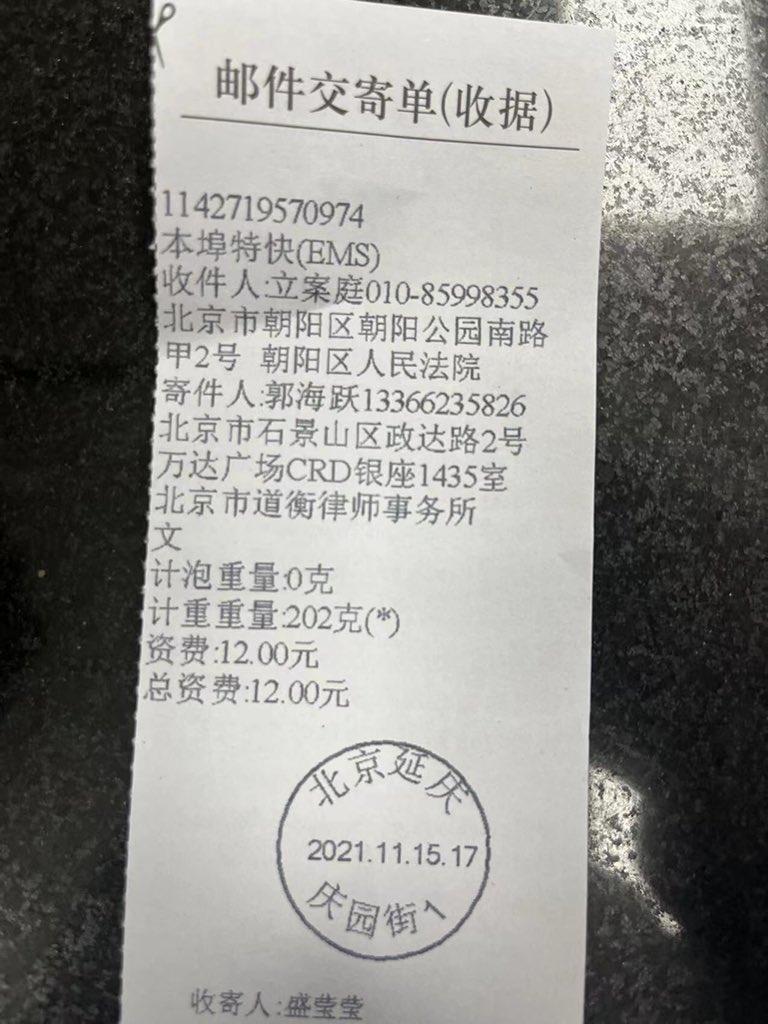 邮件交寄单(收据)
1142719570974
本埠特快(EMS)
收件人:立案庭010-85998355
北京市朝阳区朝阳公园南路
甲2号 朝阳区人民法院
寄件人:郭海跃13366235826
北京市石景山区政达路2号
万达广场CRD银座1435室
北京市道衡律师事务所
文
计泡重量:0克
计重重量:202克(*)
资费:12.00元
总资费:12.00元
北京延庆
2021.11.15.17
庆园街1
收寄人:盛莹莹